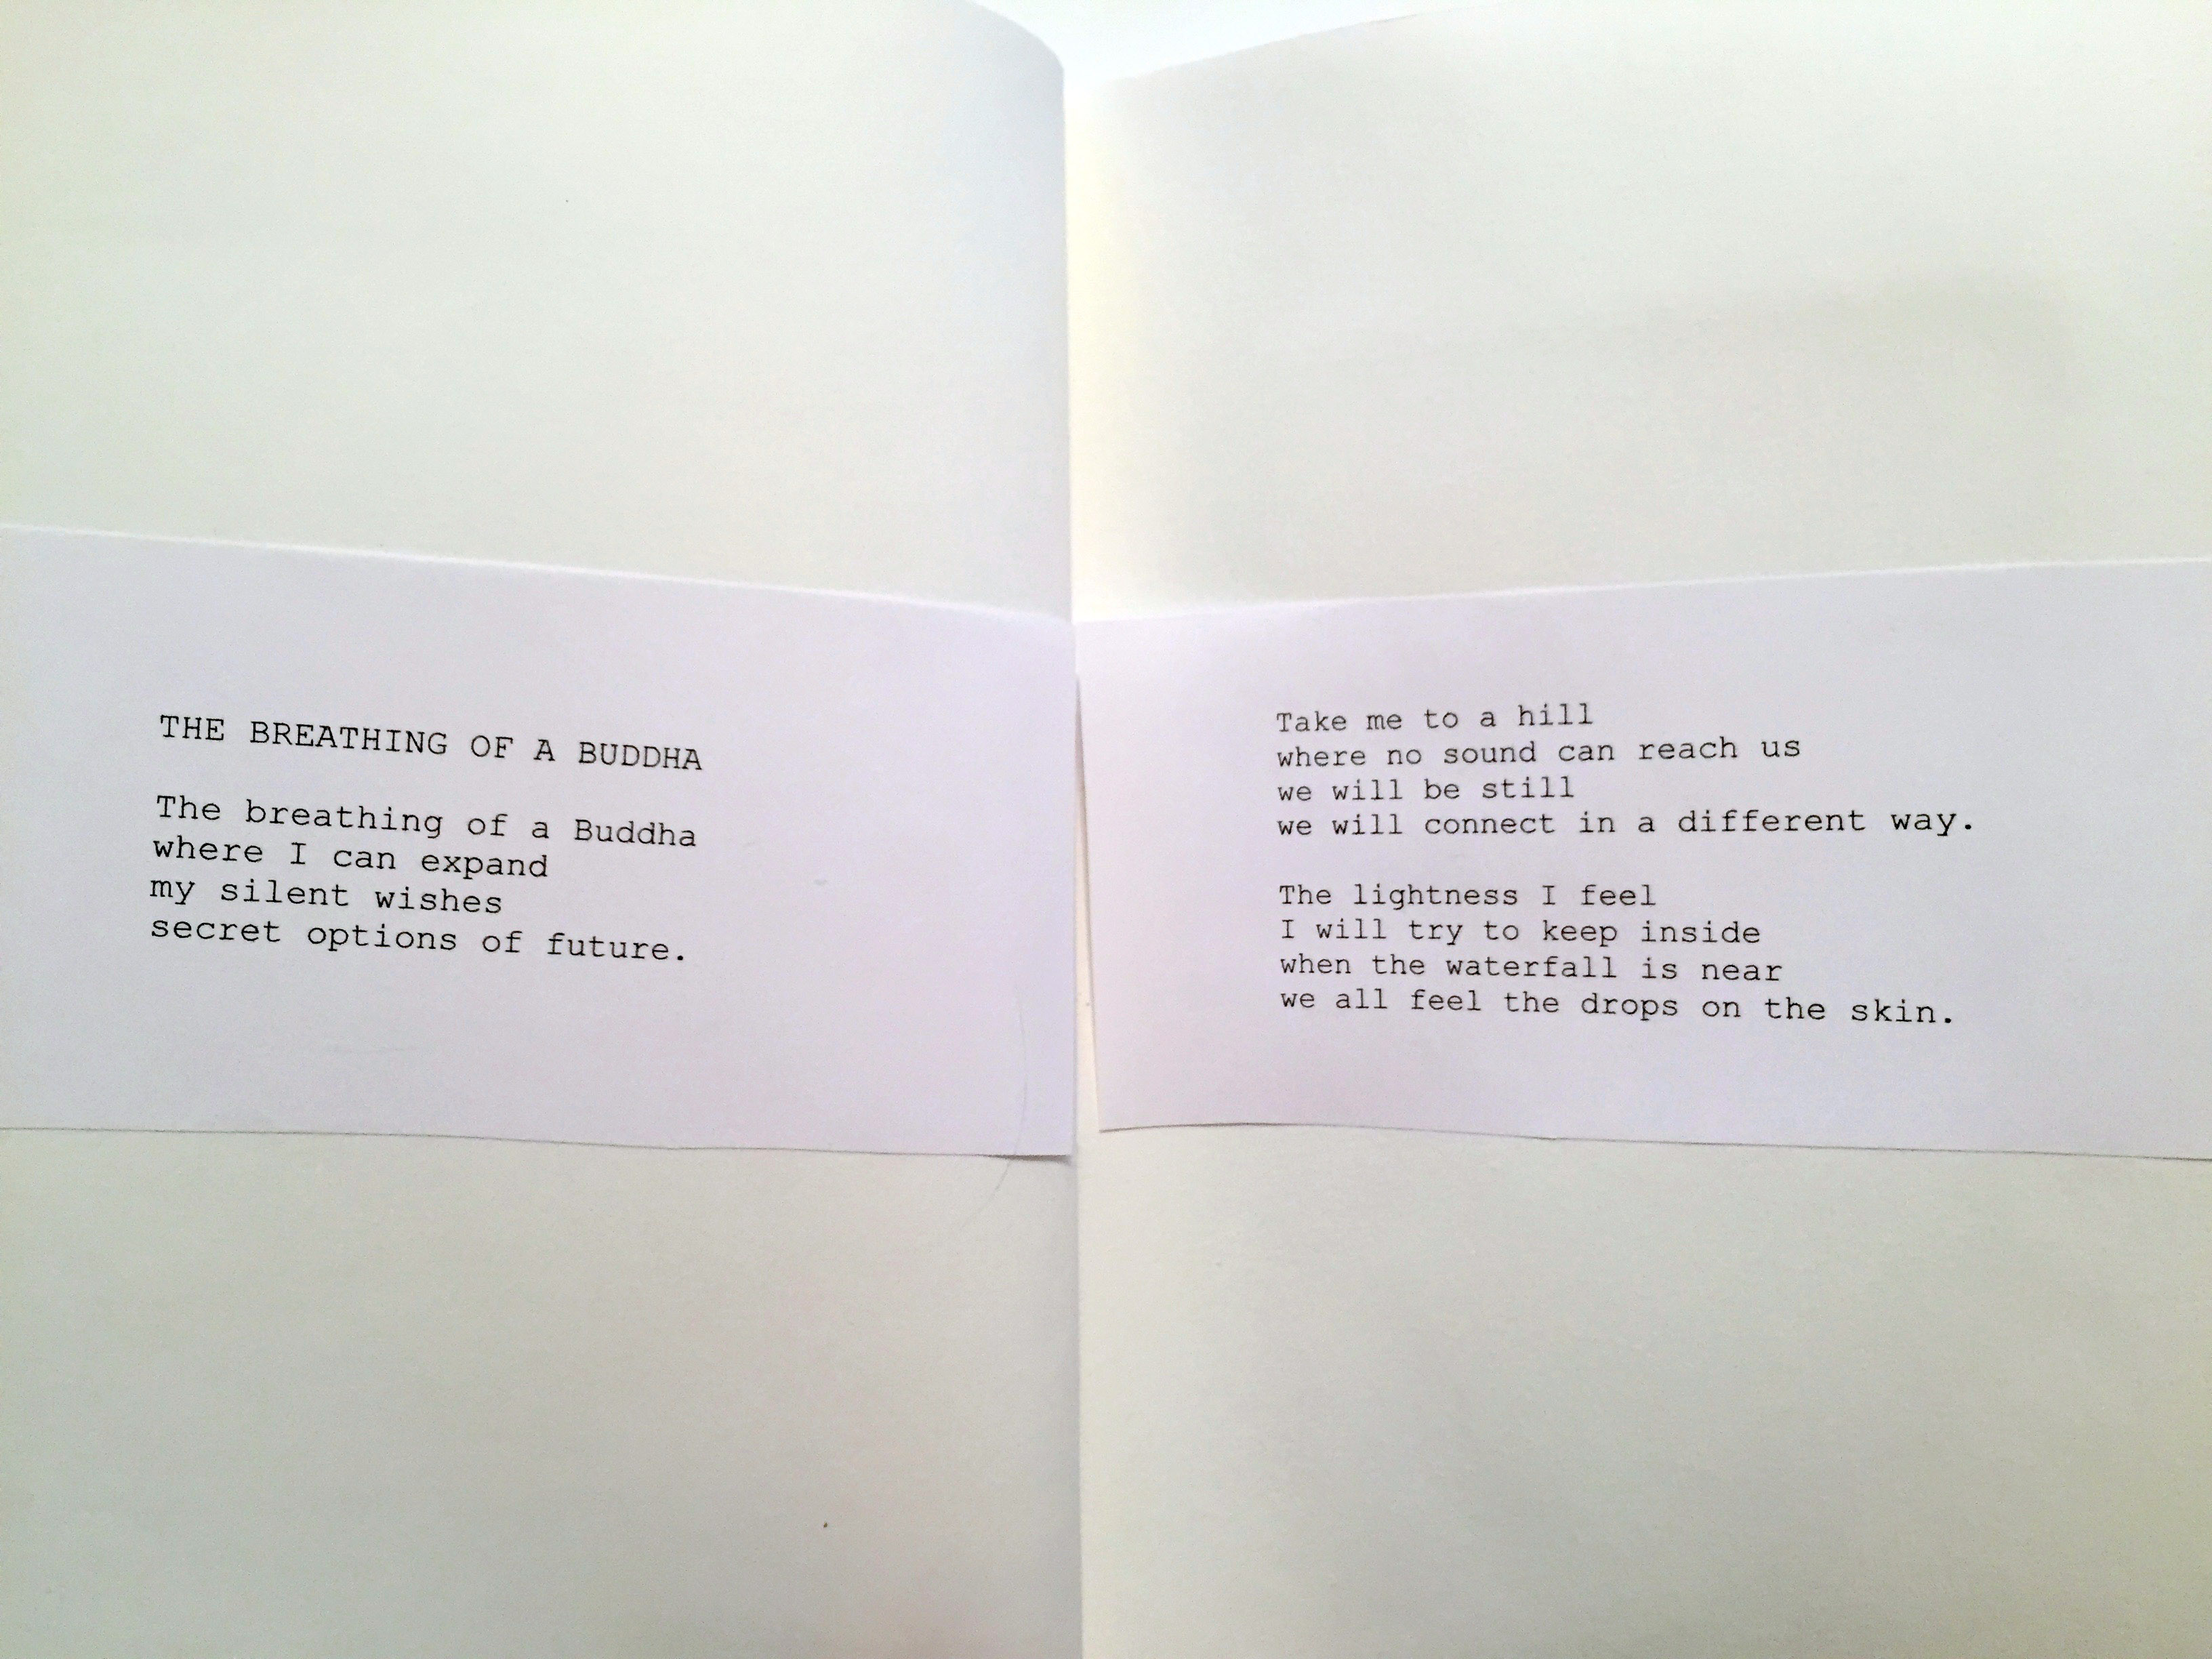 THE BREATHING OF A BUDDHA
The breathing of a Buddha
where I can expand
my silent wishes
secret options of future.
Take me to a hill
where no sound can reach us
we will be still
we will connect in a different way.
The lightness I feel
I will try to keep inside
when the waterfall is near
we all feel the drops on the skin.